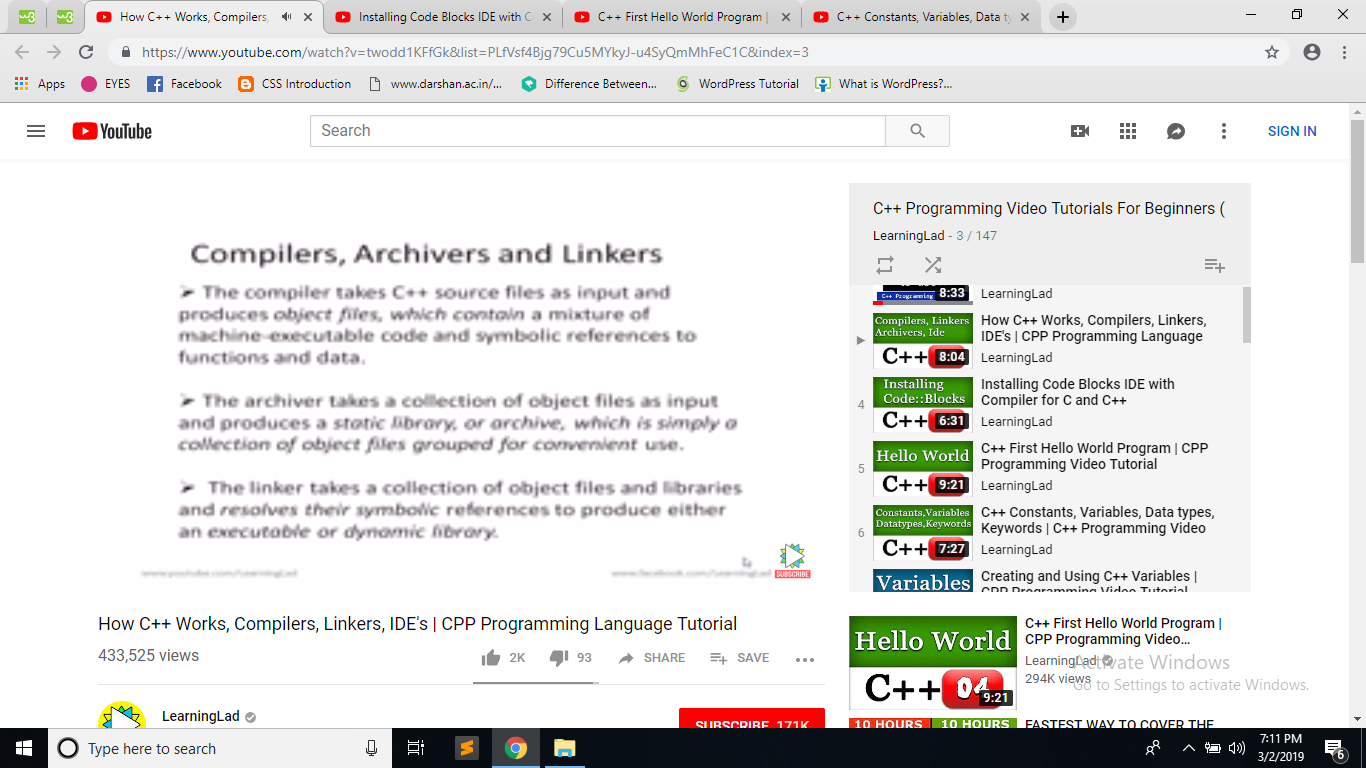 How C++ Works, Compilers,
Installing Code Blocks IDE with C
C++ First Hello World Program |
C++ Constants, Variables, Data ty
https://www.youtube.com/watch?v=twodd1KFfGk&list=PLfVsf4Bjg79Cu5MYkyJ-u4SyQmMhFeC1C&index=3
Apps
EYES
Facebook
CSS Introduction
www.darshan.ac.in/...
Difference Between...
WordPress Tutorial
What is WordPress?...
YouTube
Search
SIGN IN
Compilers, Archivers and Linkers
➤ The compiler takes C++ source files as input and
produces object files, which contain a mixture of
machine-executable code and symbolic references to
functions and data.
➤ The archiver takes a collection of object files as input
and produces a static library, or archive, which is simply a
collection of object files grouped for convenient use.
➤ The linker takes a collection of object files and libraries
and resolves their symbolic references to produce either
an executable or dynamic library.
www.youtube.com/LearningLad
www.facebook.com/LearningLad
SUBSCRIBE
How C++ Works, Compilers, Linkers, IDE's | CPP Programming Language Tutorial
433,525 views
2K
93
SHARE
SAVE
LearningLad
SUBSCRIBE 171K
C++ Programming Video Tutorials For Beginners (
LearningLad - 3 / 147
C++ Programming
8:33
LearningLad
Compilers, Linkers
Archivers, Ide
C++
8:04
How C++ Works, Compilers, Linkers,
IDE's | CPP Programming Language
LearningLad
4
Installing
Code::Blocks
C++
6:31
Installing Code Blocks IDE with
Compiler for C and C++
LearningLad
5
Hello World
C++
9:21
C++ First Hello World Program | CPP
Programming Video Tutorial
LearningLad
6
Constants,Variables
Datatypes,Keywords
C++
7:27
C++ Constants, Variables, Data types,
Keywords | C++ Programming Video
LearningLad
Variables
Creating and Using C++ Variables |
CPP Programming Video Tutorial
Hello World
C++ 04
9:21
C++ First Hello World Program |
CPP Programming Video...
LearningLad
294K views
Activate Windows
Go to Settings to activate Windows.
10 HOURS
10 HOURS
FASTEST WAY TO COVER THE
Type here to search
7:11 PM
3/2/2019
6